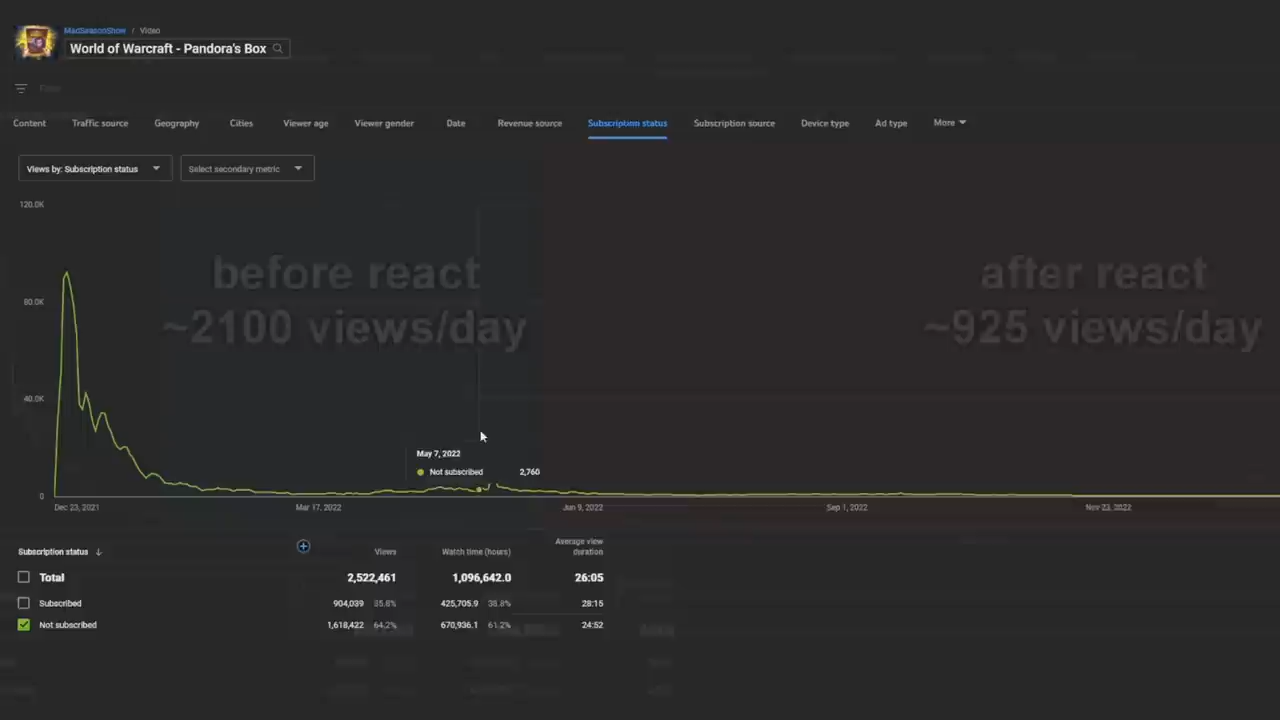 MadSeasonShow / Video
World of Warcraft - Pandora's Box
Filter
Content Traffic source Geography Cities Viewer age Viewer gender Date Revenue source Subscription status Subscription source Device type Ad type More
Views by: Subscription status Select secondary metric
120.0K
before react after react
80.0K
~2100 views/day ~925 views/day
40.0K
May 7, 2022
Not subscribed 2,760
0
Dec 23, 2021 Mar 17, 2022 Jun 9, 2022 Sep 1, 2022 Nov 23, 2022
Subscription status Views Watch time (hours) Average view duration
Total 2,522,461 1,096,642.0 26:05
Subscribed 904,039 35.8% 425,705.9 38.8% 28:15
Not subscribed 1,618,422 64.2% 670,936.1 61.2% 24:52